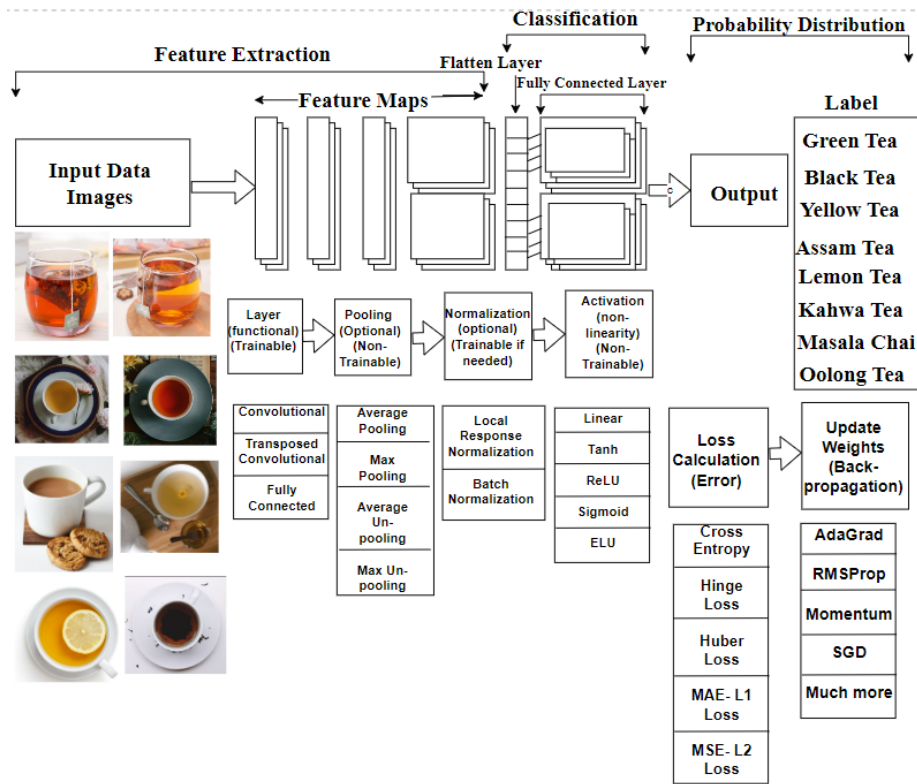 Classification
Probability Distribution
Feature Extraction
Flatten Layer
Fully Connected Layer
Feature Maps
Label
Input Data
Images
Output
Green Tea
Black Tea
Yellow Tea
Assam Tea
Lemon Tea
Kahwa Tea
Masala Chai
Oolong Tea
Layer
(functional)
(Trainable)
Pooling
(Optional)
(Non-
Trainable)
Normalization
(optional)
(Trainable if
needed)
Activation
(non-
linearity)
(Non-
Trainable)
Convolutional
Transposed
Convolutional
Fully
Connected
Average
Pooling
Max
Pooling
Average
Un-
pooling
Max Un-
pooling
Local
Response
Normalization
Batch
Normalization
Linear
Tanh
ReLU
Sigmoid
ELU
Loss
Calculation
(Error)
Update
Weights
(Back-
propagation)
Cross
Entropy
Hinge
Loss
Huber
Loss
MAE- L1
Loss
MSE- L2
Loss
AdaGrad
RMSProp
Momentum
SGD
Much more